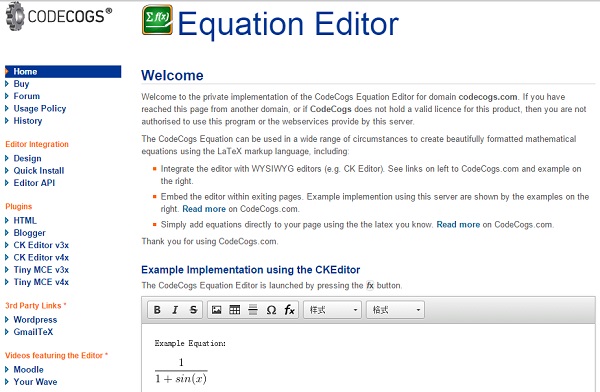 CODECOGS®
Σ f(x)
Equation Editor
Home
Buy
Forum
Usage Policy
History
Editor Integration
Design
Quick Install
Editor API
Plugins
HTML
Blogger
CK Editor v3x
CK Editor v4x
Tiny MCE v3x
Tiny MCE v4x
3rd Party Links *
Wordpress
GmailTeX
Videos featuring the Editor *
Moodle
Your Wave
Welcome
Welcome to the private implementation of the CodeCogs Equation Editor for domain codecogs.com. If you have
reached this page from another domain, or if CodeCogs does not hold a valid licence for this product, then you are not
authorised to use this program or the webservices provide by this server.
The CodeCogs Equation can be used in a wide range of circumstances to create beautifully formatted mathematical
equations using the LaTeX markup language, including:
Integrate the editor with WYSIWYG editors (e.g. CK Editor). See links on left to CodeCogs.com and example on
the right.
Embed the editor within exiting pages. Example implemention using this server are shown by the examples on
the right. Read more on CodeCogs.com.
Simply add equations directly to your page using the the latex you know. Read more on CodeCogs.com.
Thank you for using CodeCogs.com.
Example Implementation using the CKEditor
The CodeCogs Equation Editor is launched by pressing the fx button.
B I S Ω fx 样式 格式
Example Equation:
1
1 + sin(x)